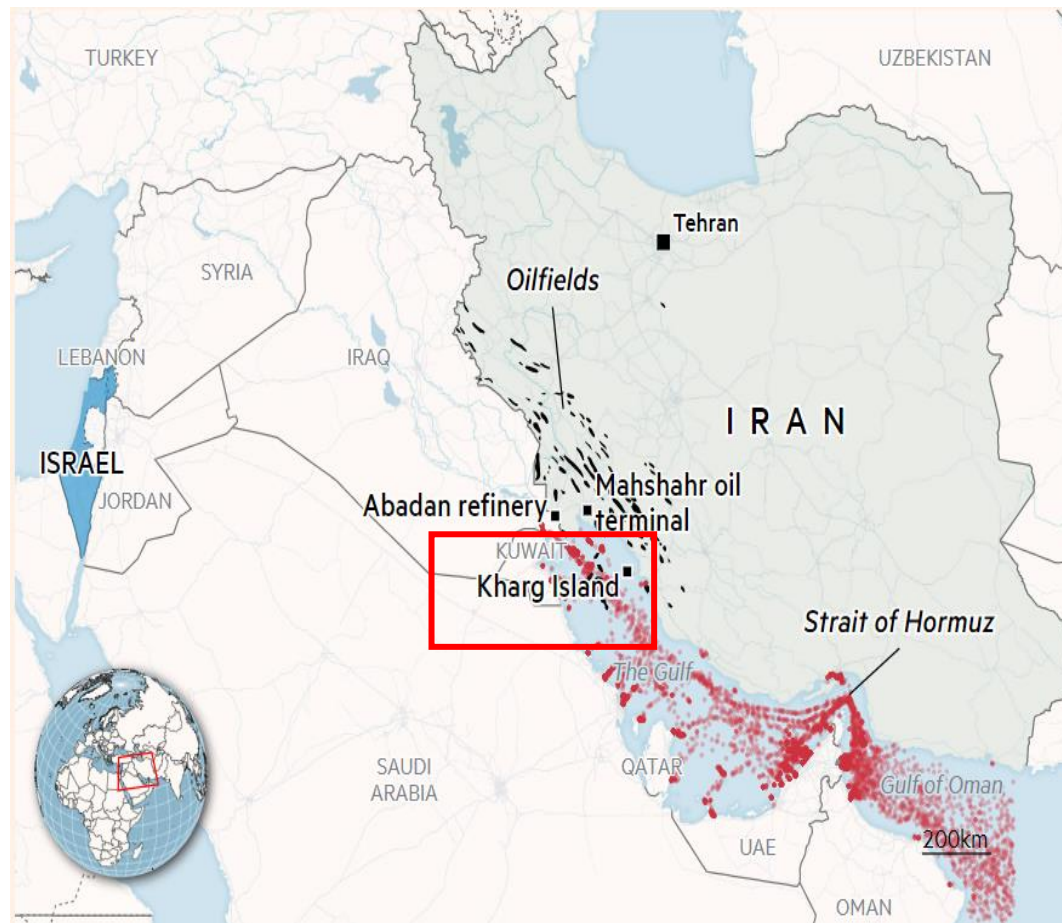 TURKEY
UZBEKISTAN
Tehran
SYRIA
Oilfields
LEBANON
IRAQ
IRAN
ISRAEL
JORDAN
Abadan refinery
Mahshahr oil
terminal
KUWAIT
Kharg Island
Strait of Hormuz
The Gulf
SAUDI
ARABIA
QATAR
Gulf of Oman
200km
UAE
OMAN